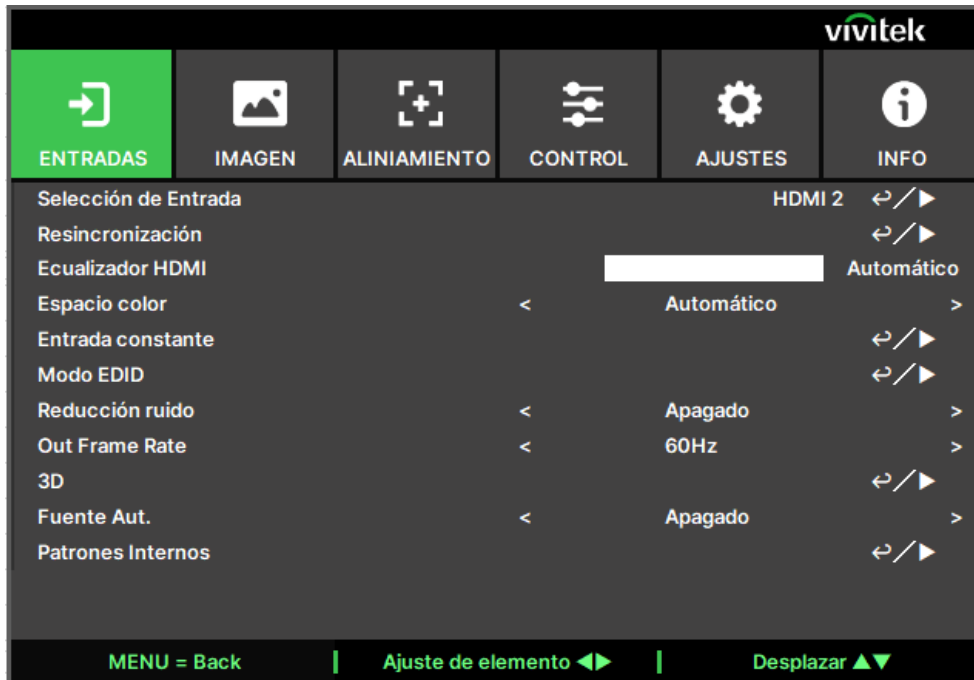 vivitek
ENTRADAS IMAGEN ALINIAMIENTO CONTROL AJUSTES INFO
Selección de Entrada HDMI 2
Resincronización
Ecualizador HDMI Automático
Espacio color < Automático >
Entrada constante
Modo EDID
Reducción ruido < Apagado >
Out Frame Rate < 60Hz >
3D
Fuente Aut. < Apagado >
Patrones Internos
MENU = Back | Ajuste de elemento ◀▶ | Desplazar ▲▼